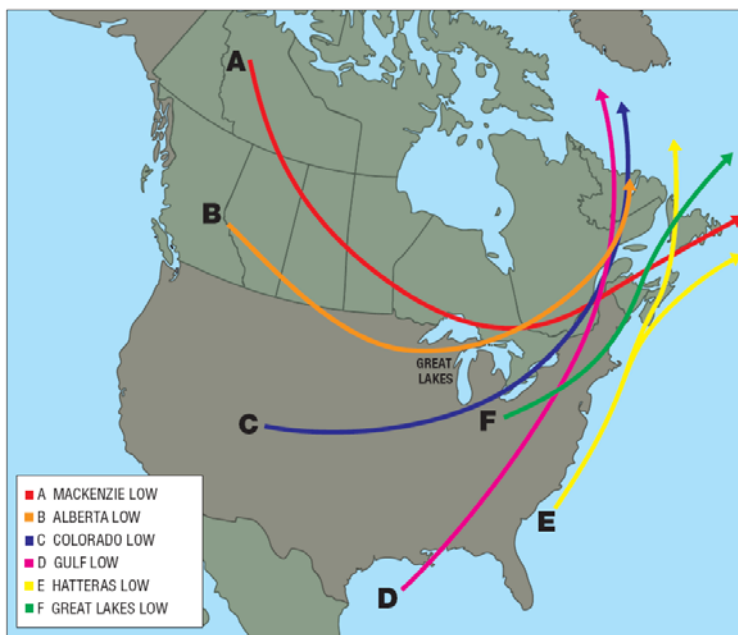 A
B
GREAT
LAKES
C
F
E
D
A MACKENZIE LOW
B ALBERTA LOW
C COLORADO LOW
D GULF LOW
E HATTERAS LOW
F GREAT LAKES LOW